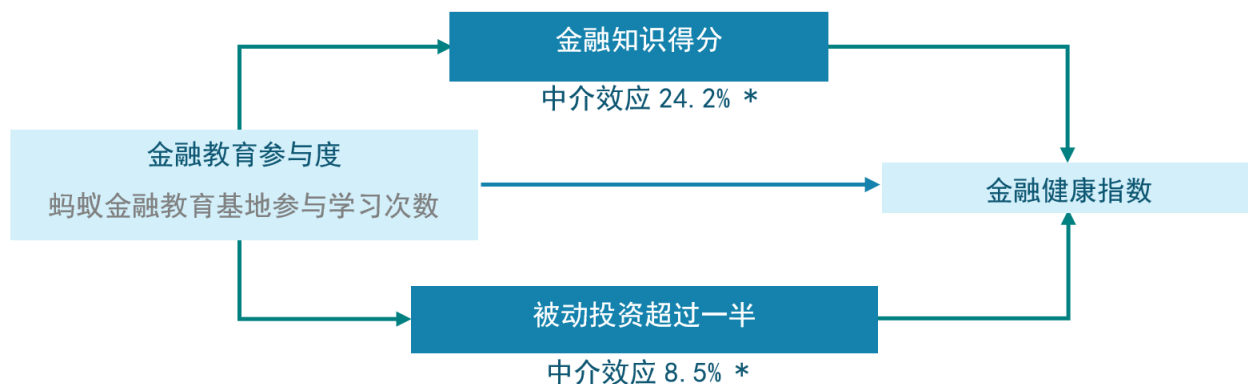 金融知识得分
中介效应 24.2% *
金融教育参与度
蚂蚁金融教育基地参与学习次数
金融健康指数
被动投资超过一半
中介效应 8.5% *